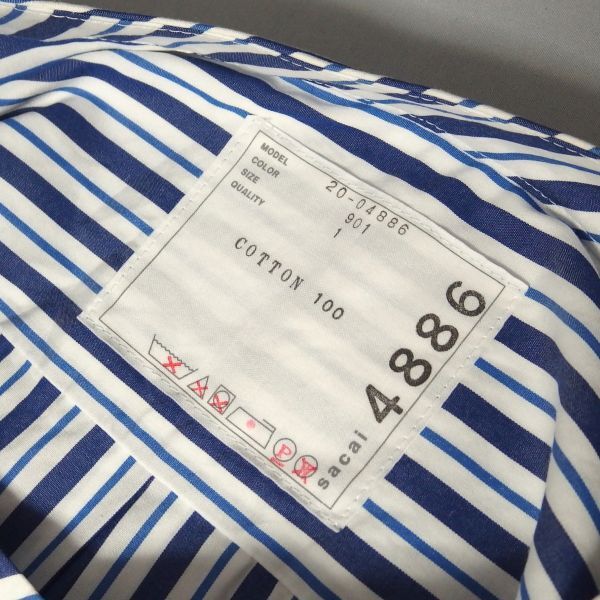 MODEL 20-04886
COLOR 901
SIZE 1
QUALITY
COTTON 100
P
sacai 4886